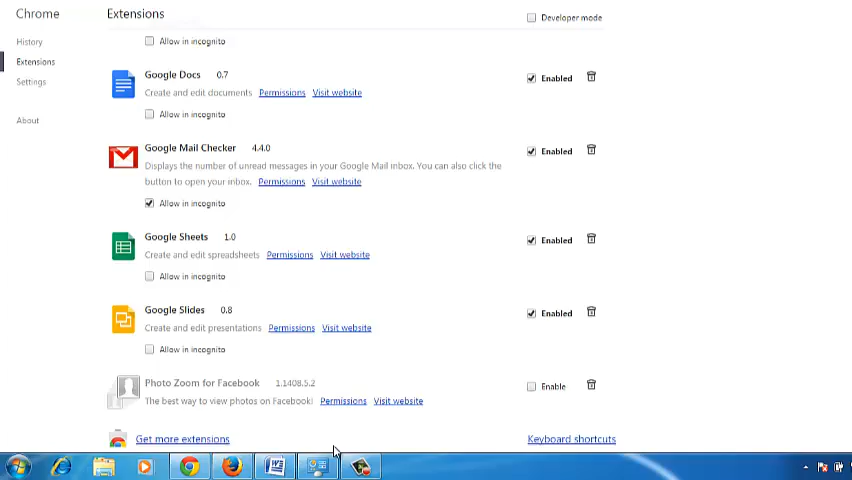 Chrome
Extensions
Developer mode
History
Extensions
Settings
About
Allow in incognito
Google Docs 0.7
Enabled
Create and edit documents Permissions Visit website
Allow in incognito
Google Mail Checker 4.4.0
Enabled
Displays the number of unread messages in your Google Mail inbox. You can also click the
button to open your inbox. Permissions Visit website
Allow in incognito
Google Sheets 1.0
Enabled
Create and edit spreadsheets Permissions Visit website
Allow in incognito
Google Slides 0.8
Enabled
Create and edit presentations Permissions Visit website
Allow in incognito
Photo Zoom for Facebook 1.1408.5.2
Enable
The best way to view photos on Facebook! Permissions Visit website
Get more extensions
Keyboard shortcuts